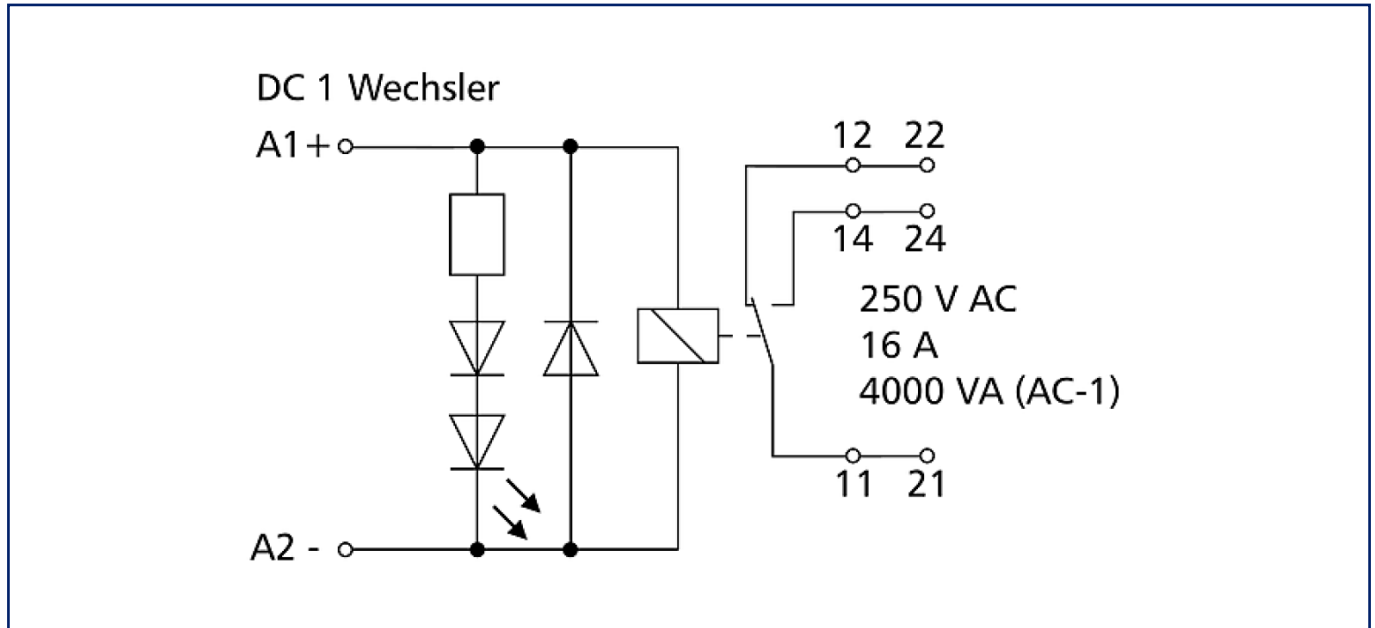 DC 1 Wechsler
A1+
12 22
14 24
250 V AC
16 A
4000 VA (AC-1)
11 21
A2 -